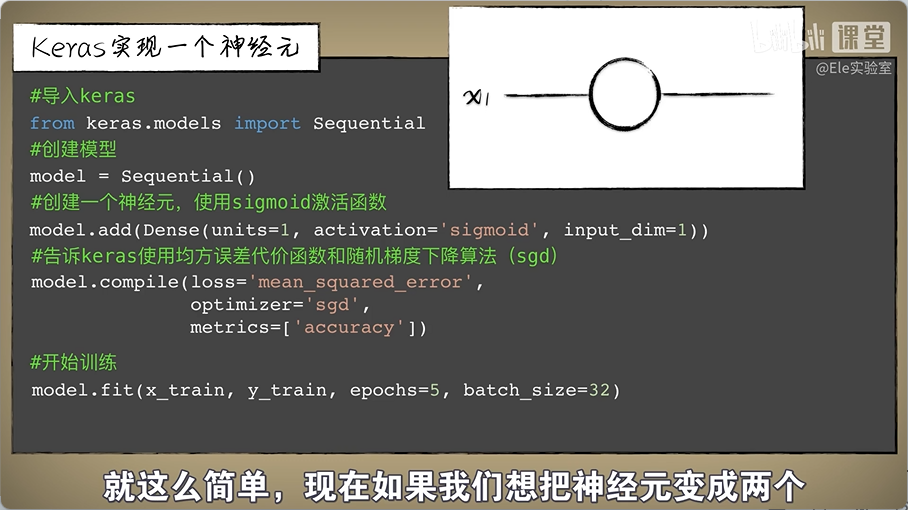 Keras实现一个神经元
bilibili 课堂
@Ele实验室
x1
#导入keras
from keras.models import Sequential
#创建模型
model = Sequential()
#创建一个神经元，使用sigmoid激活函数
model.add(Dense(units=1, activation='sigmoid', input_dim=1))
#告诉keras使用均方误差代价函数和随机梯度下降算法（sgd）
model.compile(loss='mean_squared_error',
optimizer='sgd',
metrics=['accuracy'])
#开始训练
model.fit(x_train, y_train, epochs=5, batch_size=32)
就这么简单，现在如果我们想把神经元变成两个